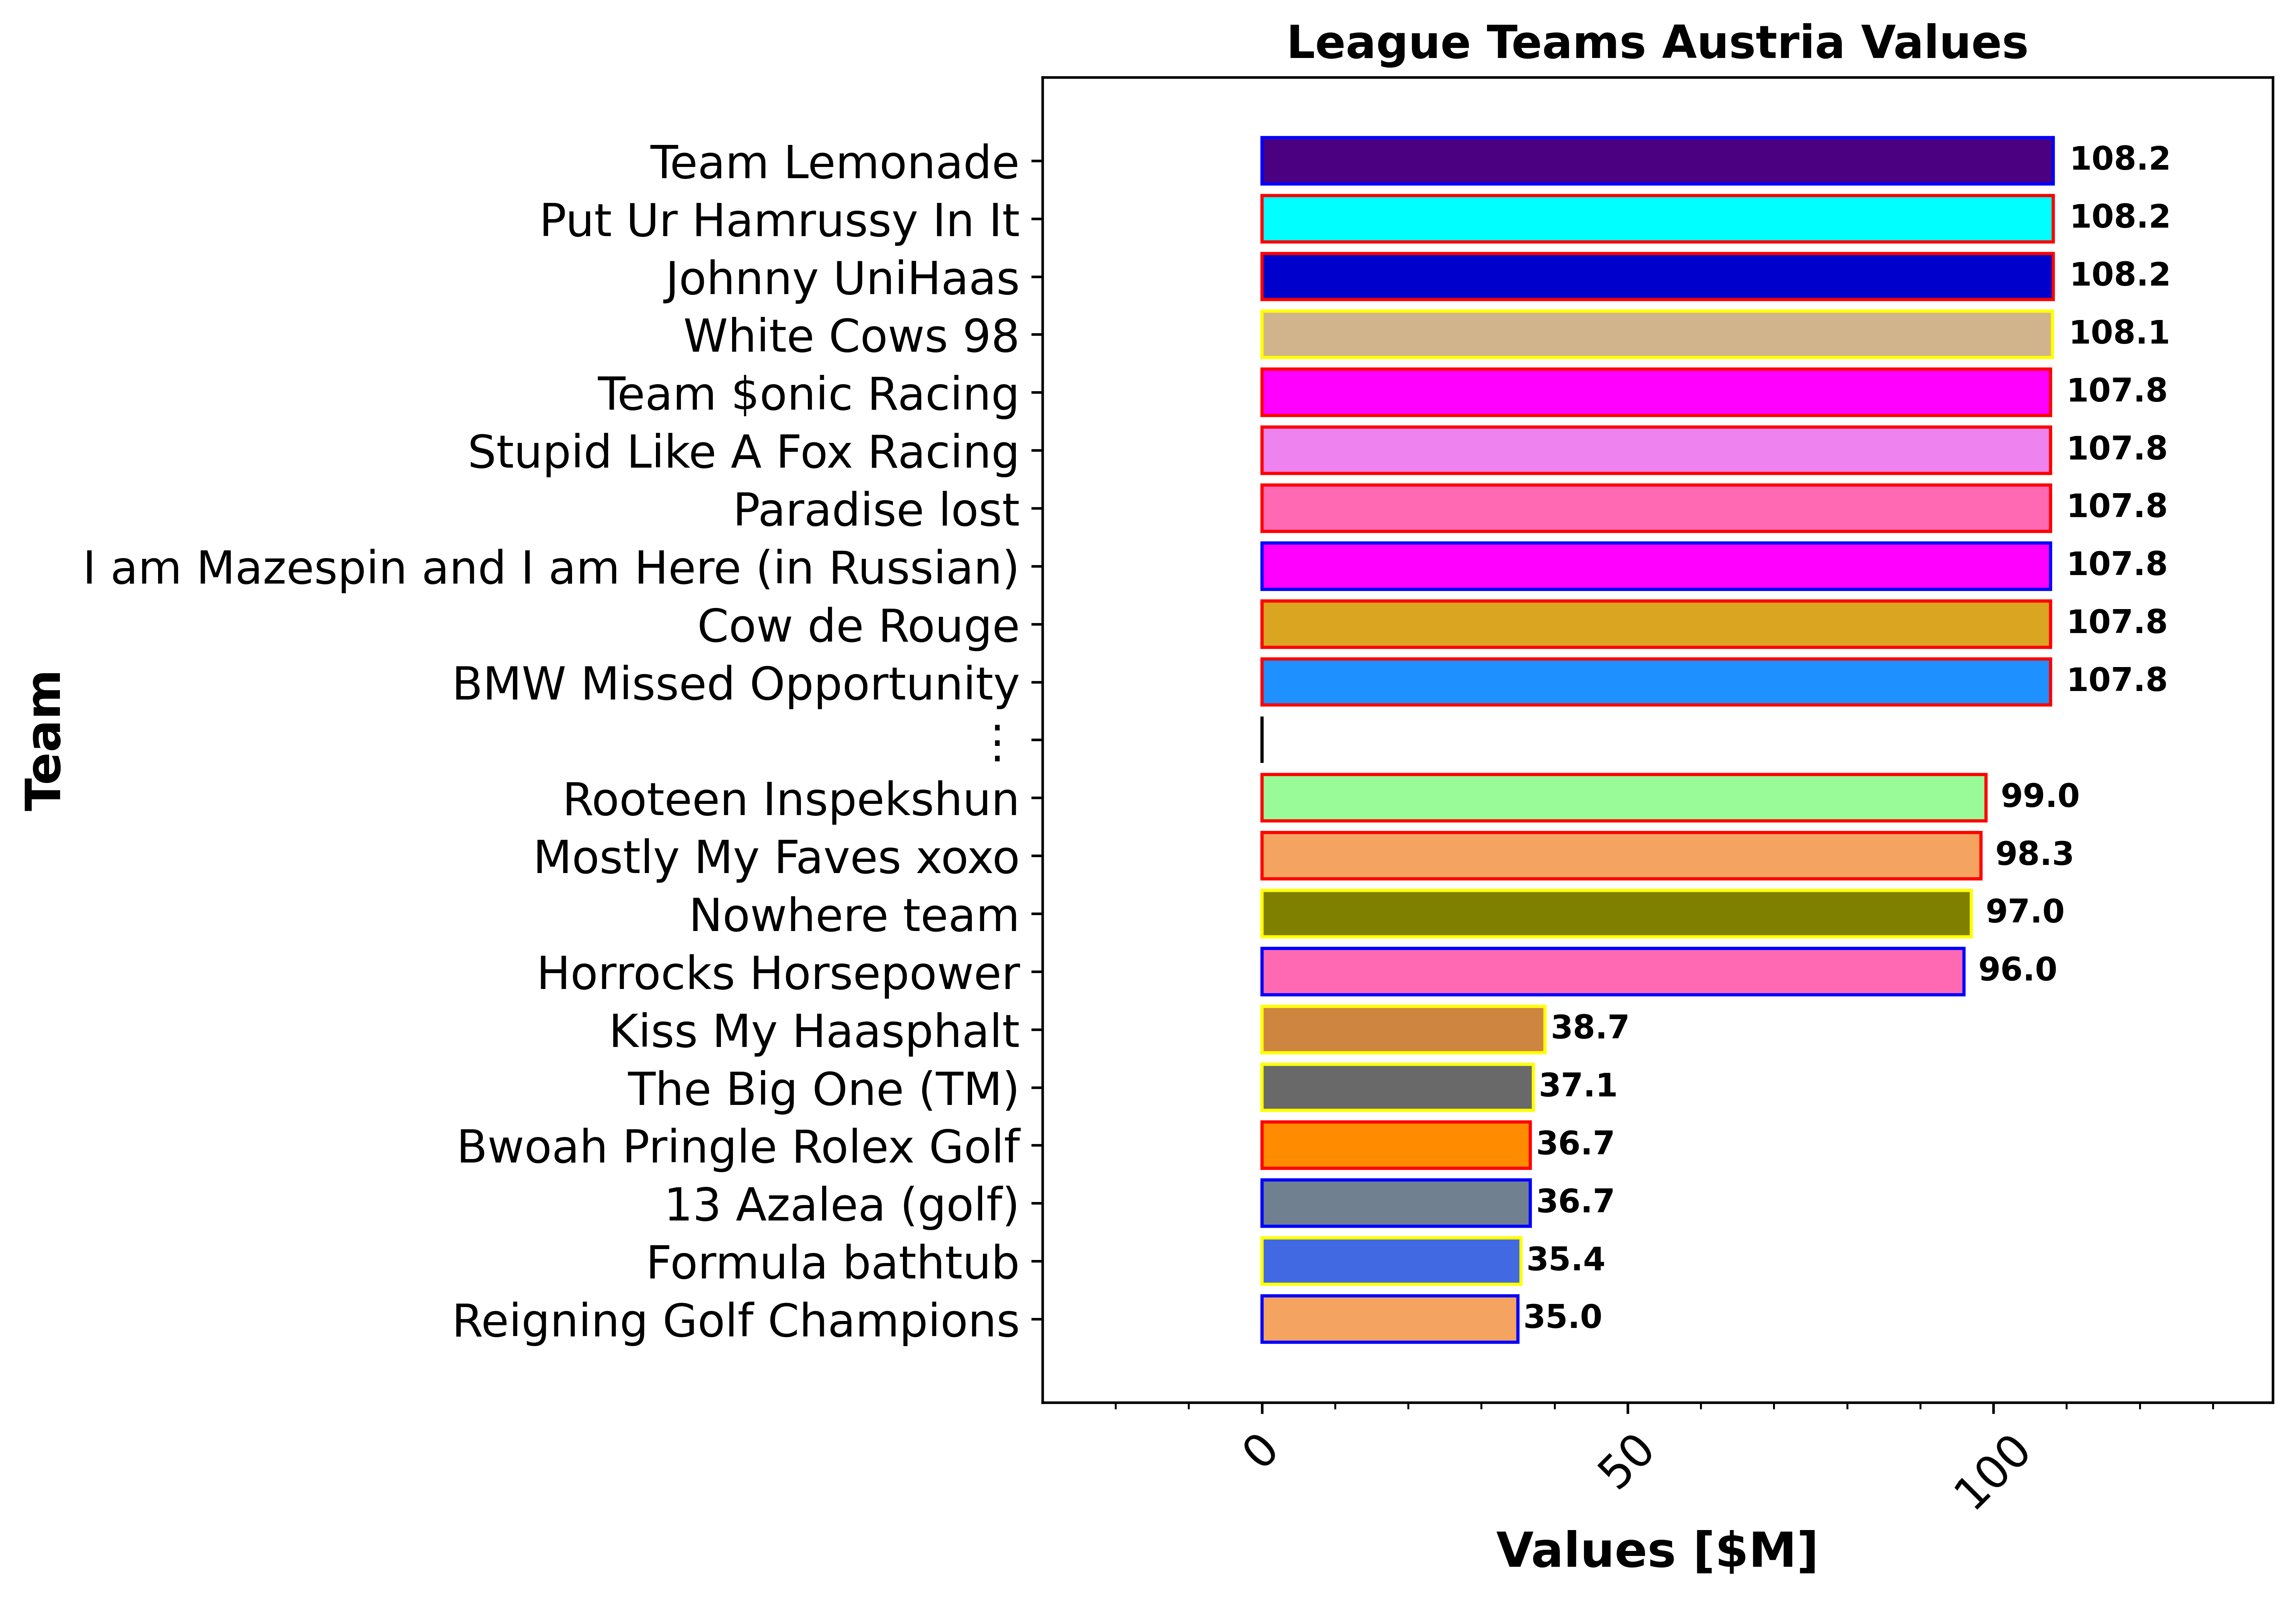 League Teams Austria Values
Team Lemonade 108.2
Put Ur Hamrussy In It 108.2
Johnny UniHaas 108.2
White Cows 98 108.1
Team $onic Racing 107.8
Stupid Like A Fox Racing 107.8
Paradise lost 107.8
I am Mazespin and I am Here (in Russian) 107.8
Cow de Rouge 107.8
BMW Missed Opportunity 107.8
⋮
Rooteen Inspekshun 99.0
Mostly My Faves xoxo 98.3
Nowhere team 97.0
Horrocks Horsepower 96.0
Kiss My Haasphalt 38.7
The Big One (TM) 37.1
Bwoah Pringle Rolex Golf 36.7
13 Azalea (golf) 36.7
Formula bathtub 35.4
Reigning Golf Champions 35.0
Team
0 50 100
Values [$M]